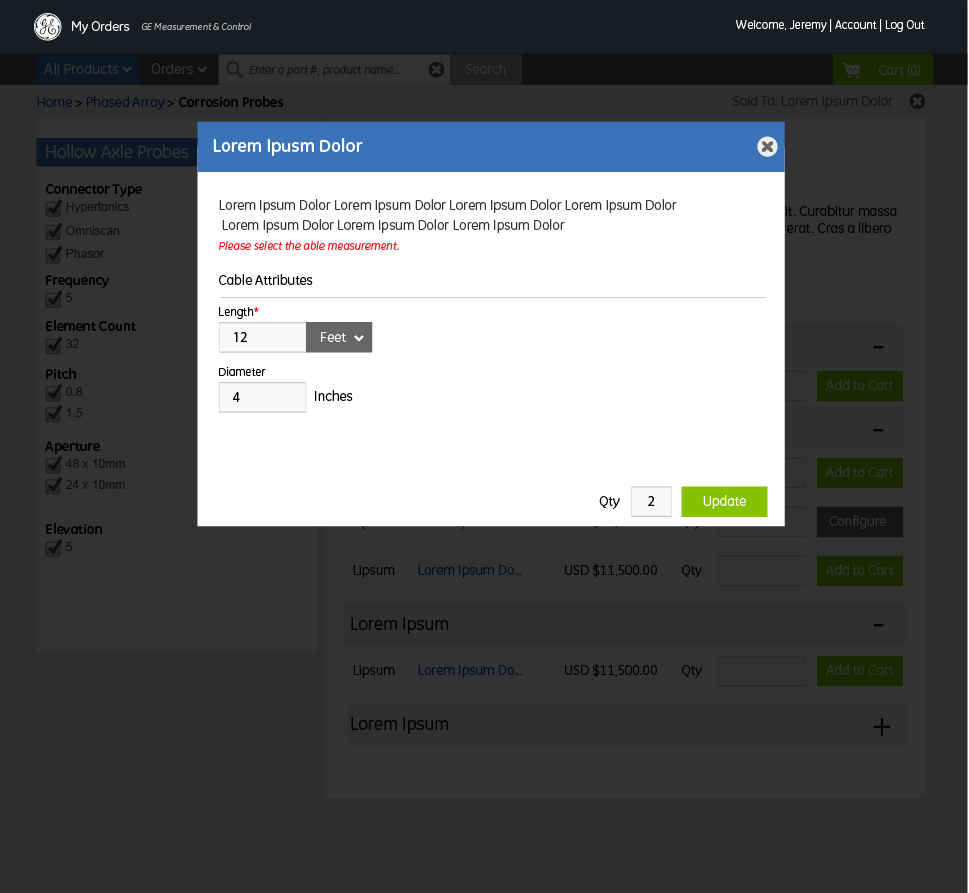 My Orders GE Measurement & Control Welcome, Jeremy | Account | Log Out
All Products Orders Enter a part #, product name... Search Cart (0)
Home > Phased Array > Corrosion Probes Sold To: Lorem Ipsum Dolor
Lorem Ipusm Dolor
Hollow Axle Probes
Connector Type
Hypertonics
Omniscan
Phasor
Frequency
5
Element Count
32
Pitch
0.8
1.5
Aperture
48 x 10mm
24 x 10mm
Elevation
5
Lorem Ipsum Dolor Lorem Ipsum Dolor Lorem Ipsum Dolor Lorem Ipsum Dolor
Lorem Ipsum Dolor Lorem Ipsum Dolor Lorem Ipsum Dolor
Please select the able measurement.
Cable Attributes
Length*
12 Feet
Diameter
4 Inches
Qty 2 Update
it. Curabitur massa
erat. Cras a libero
Add to Cart
Add to Cart
Configure
Lipsum Lorem Ipsum Do... USD $11,500.00 Qty Add to Cart
Lorem Ipsum
Lipsum Lorem Ipsum Do... USD $11,500.00 Qty Add to Cart
Lorem Ipsum